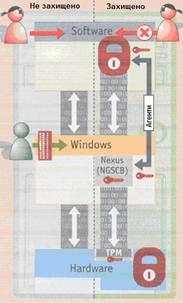 Не захищено
Захищено
Software
Агенти
Windows
Nexus
(NGSCB)
TPM
Hardware